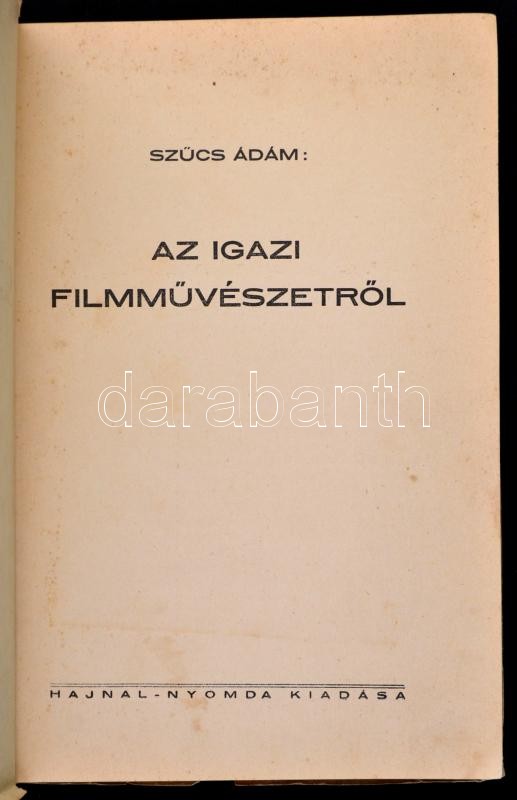 SZŰCS ÁDÁM:
AZ IGAZI
FILMMŰVÉSZETRŐL
darabanth
HAJNAL-NYOMDA KIADÁSA